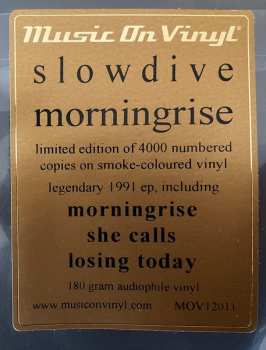 Music On Vinyl®
slowdive
morningrise
limited edition of 4000 numbered
copies on smoke-coloured vinyl
legendary 1991 ep, including
morningrise
she calls
losing today
180 gram audiophile vinyl
www.musiconvinyl.com MOV12011